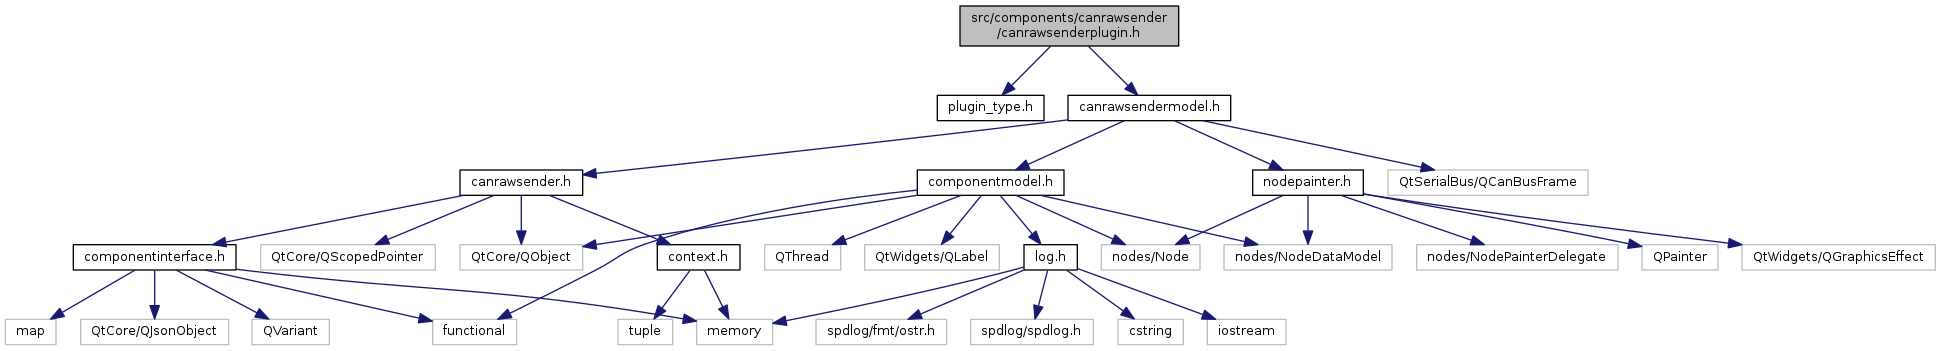 src/components/canrawsender
/canrawsenderplugin.h
plugin_type.h
canrawsendermodel.h
canrawsender.h
componentmodel.h
nodepainter.h
QtSerialBus/QCanBusFrame
componentinterface.h
QtCore/QScopedPointer
QtCore/QObject
context.h
QThread
QtWidgets/QLabel
log.h
nodes/Node
nodes/NodeDataModel
nodes/NodePainterDelegate
QPainter
QtWidgets/QGraphicsEffect
map
QtCore/QJsonObject
QVariant
functional
tuple
memory
spdlog/fmt/ostr.h
spdlog/spdlog.h
cstring
iostream